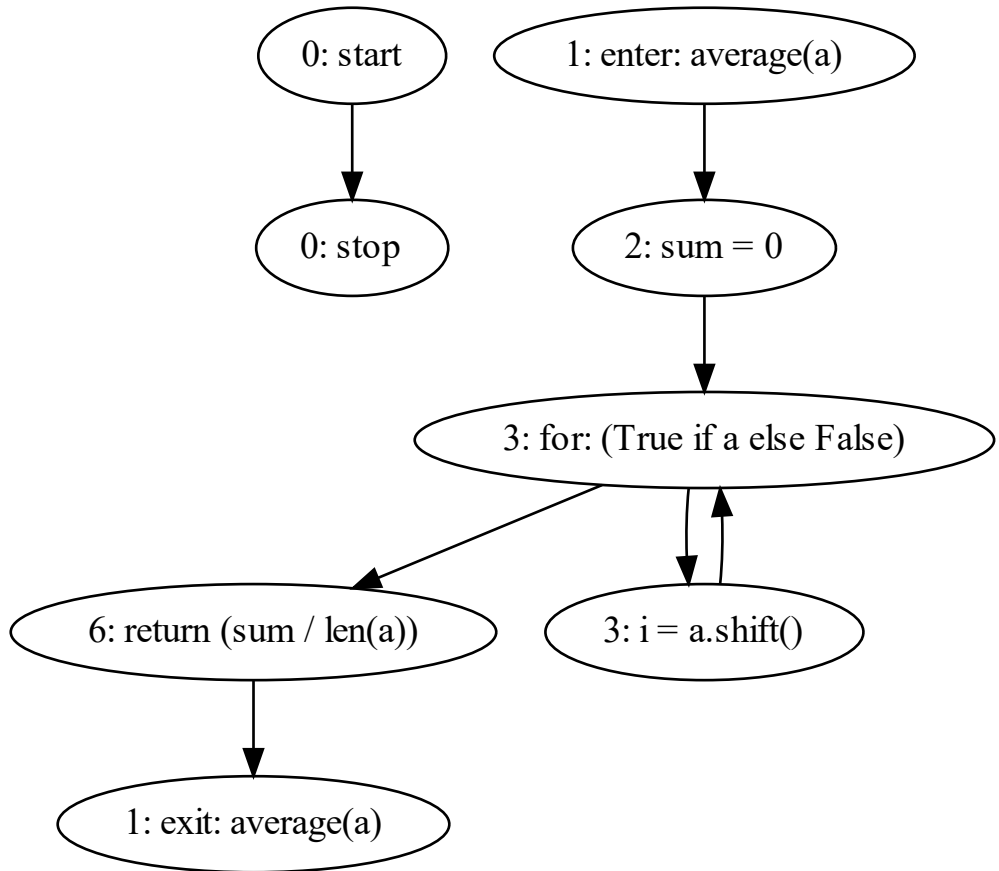 0: start
1: enter: average(a)
0: stop
2: sum = 0
3: for: (True if a else False)
6: return (sum / len(a))
3: i = a.shift()
1: exit: average(a)